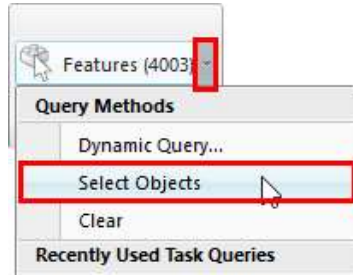 Features (4003)
Query Methods
Dynamic Query...
Select Objects
Clear
Recently Used Task Queries